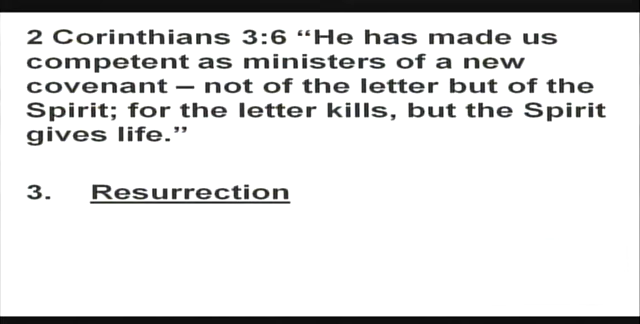 2 Corinthians 3:6 “He has made us
competent as ministers of a new
covenant – not of the letter but of the
Spirit; for the letter kills, but the Spirit
gives life.”
3. Resurrection